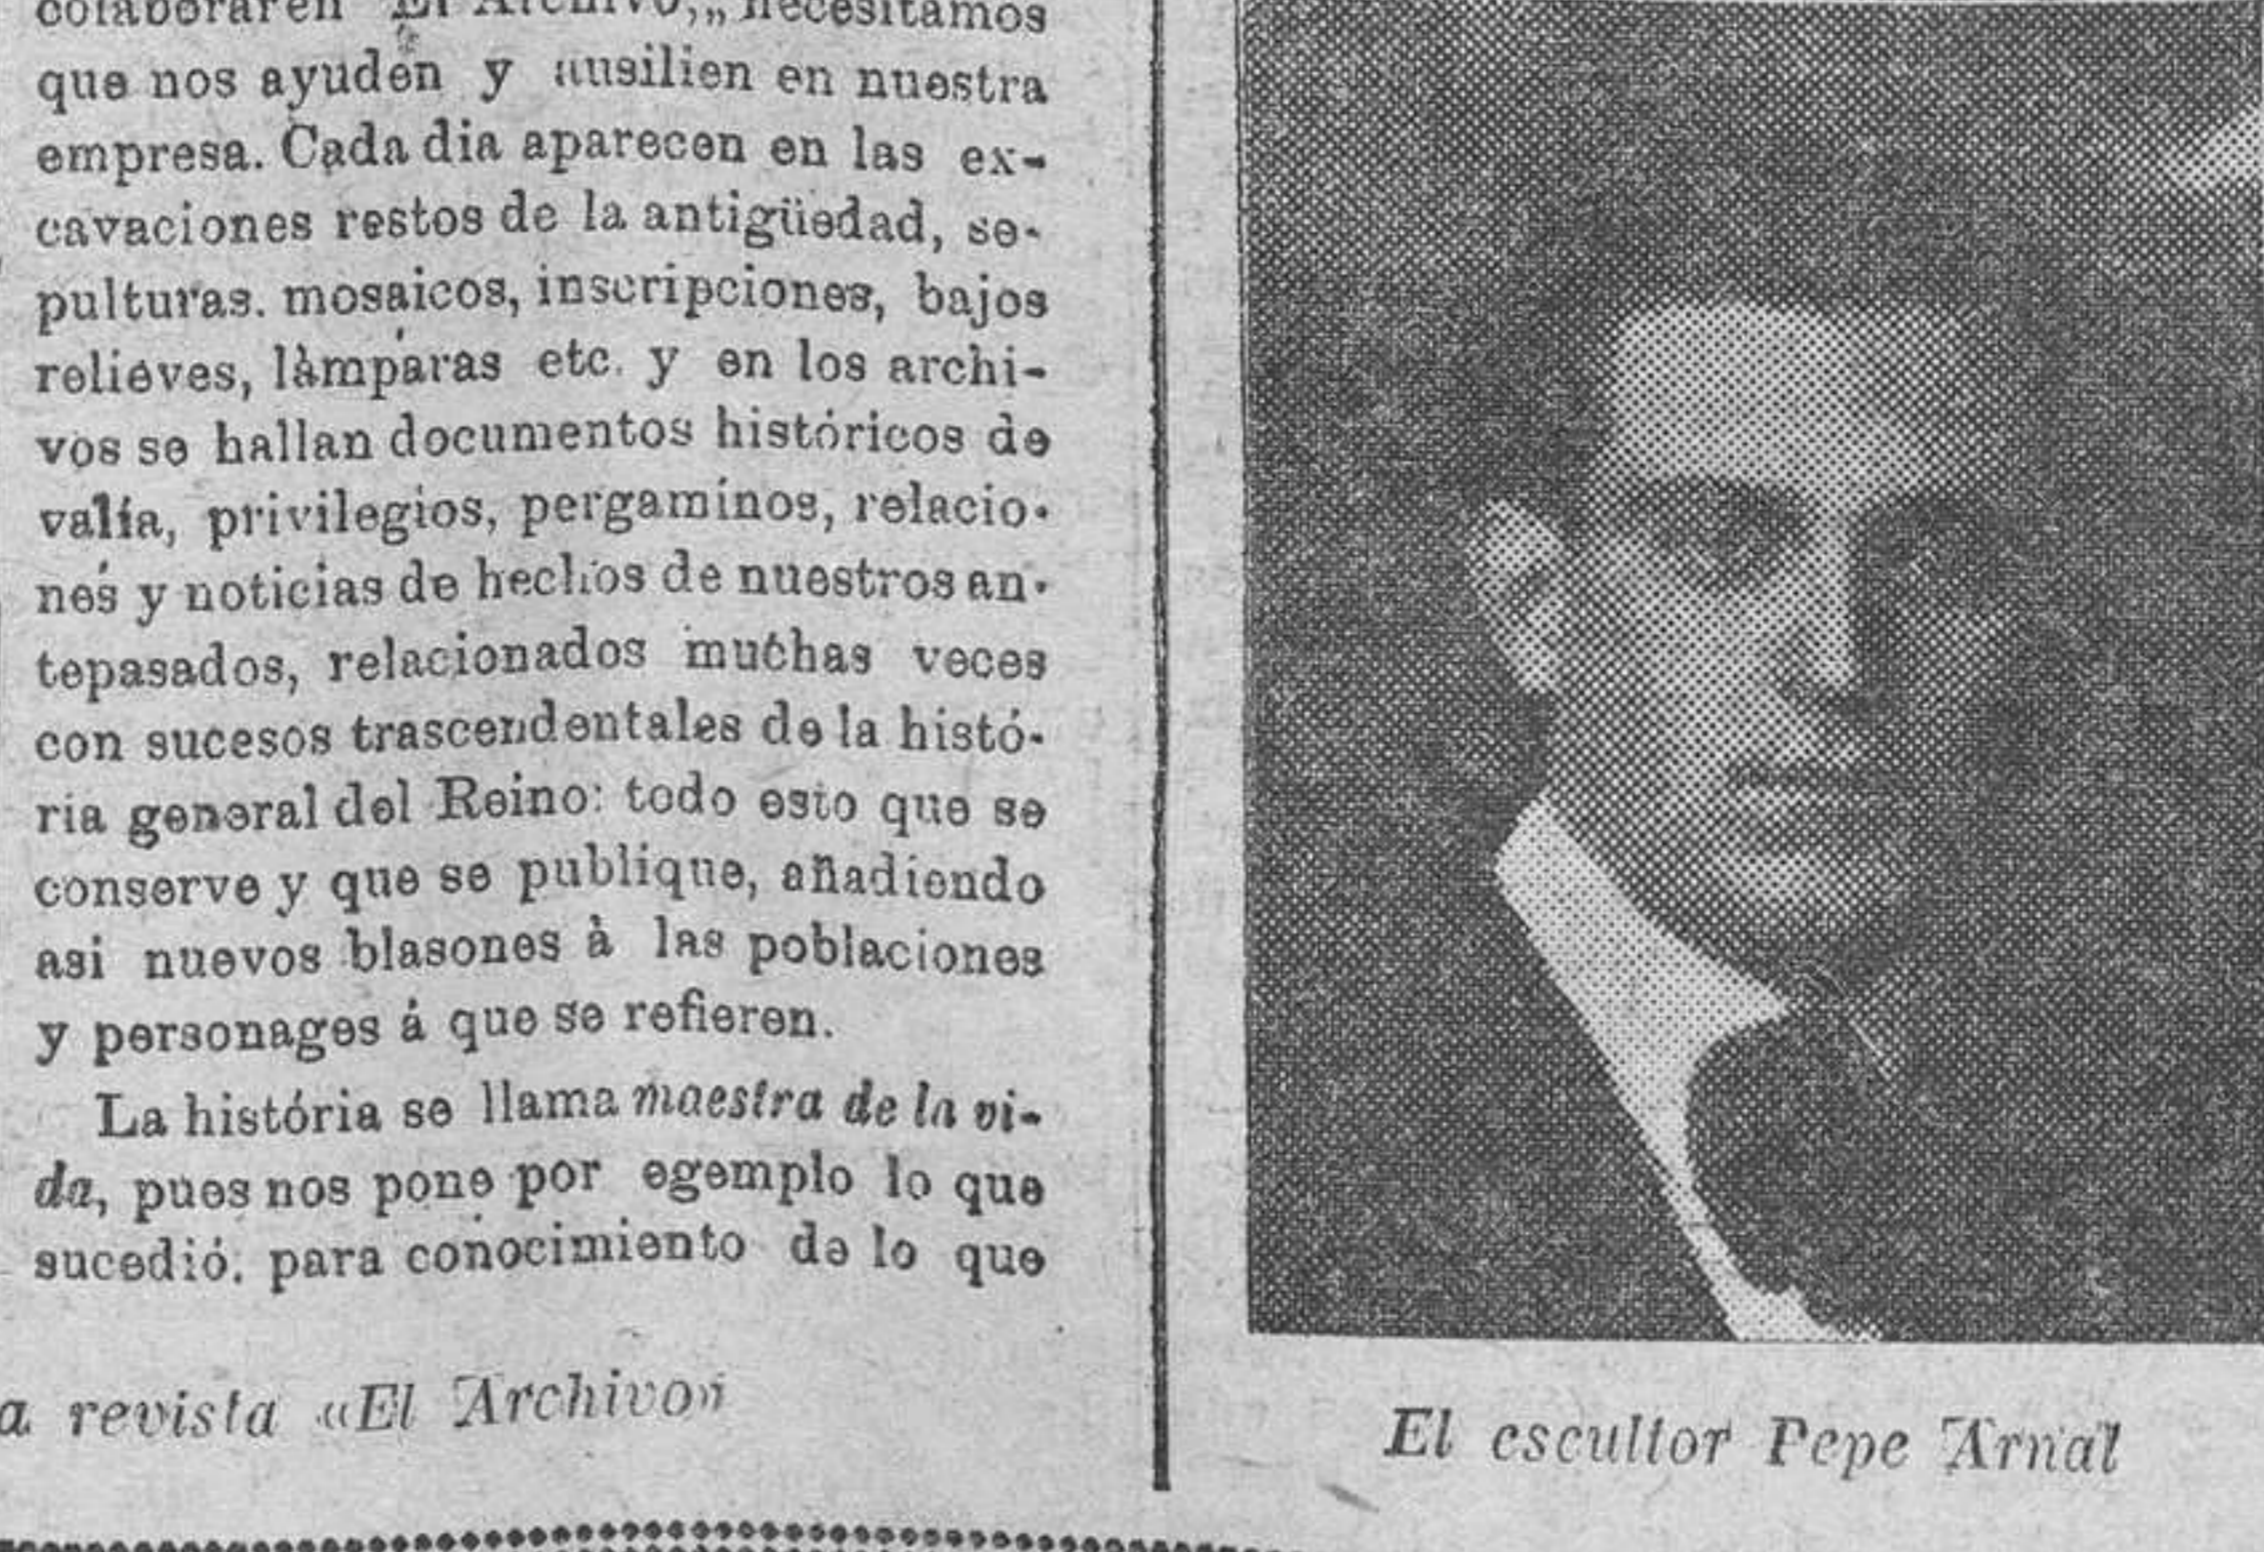 colaboraren "El Archivo,„ necesitamos
que nos ayuden y ausilien en nuestra
empresa. Cada dia aparecen en las ex-
cavaciones restos de la antigüedad, se-
pulturas. mosaicos, inscripciones, bajos
relieves, làmparas etc. y en los archi-
vos se hallan documentos históricos de
valía, privilegios, pergaminos, relacio-
nes y noticias de hechos de nuestros an-
tepasados, relacionados muchas veces
con sucesos trascendentales de la histó-
ria general del Reino: todo esto que se
conserve y que se publique, añadiendo
asi nuevos blasones à las poblaciones
y personages á que se refieren.
La história se llama maestra de la vi-
da, pues nos pone por egemplo lo que
sucedió. para conocimiento de lo que
a revista «El Archivo»
El escultor Pepe Arnal